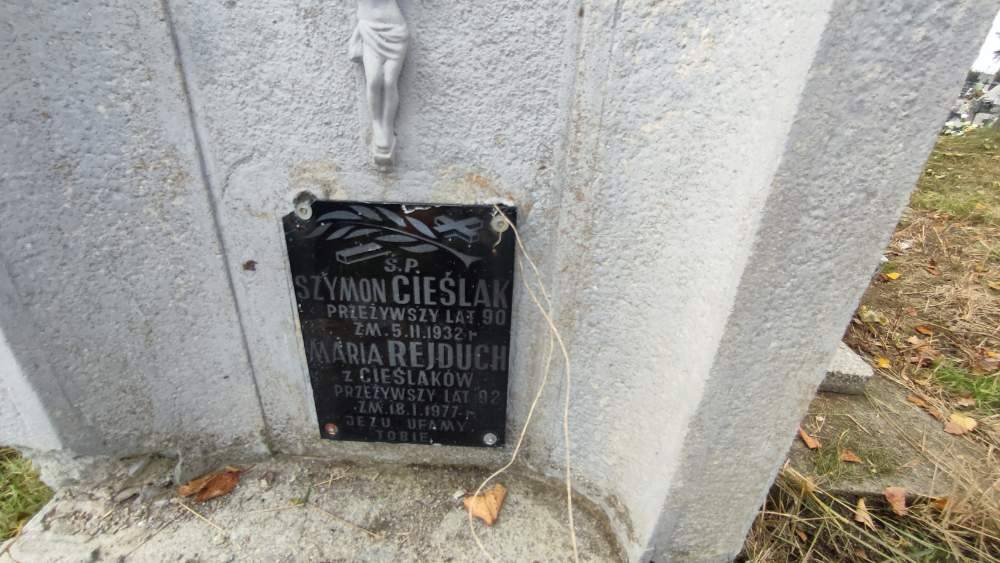 Ś.P.
SZYMON CIEŚLAK
PRZEŻYWSZY LAT 90
ZM. 5.II.1932 r
MARIA REJDUCH
z CIEŚLAKÓW
PRZEŻYWSZY LAT 92
ZM. 18.I.1977 r
JEZU UFAMY
TOBIE